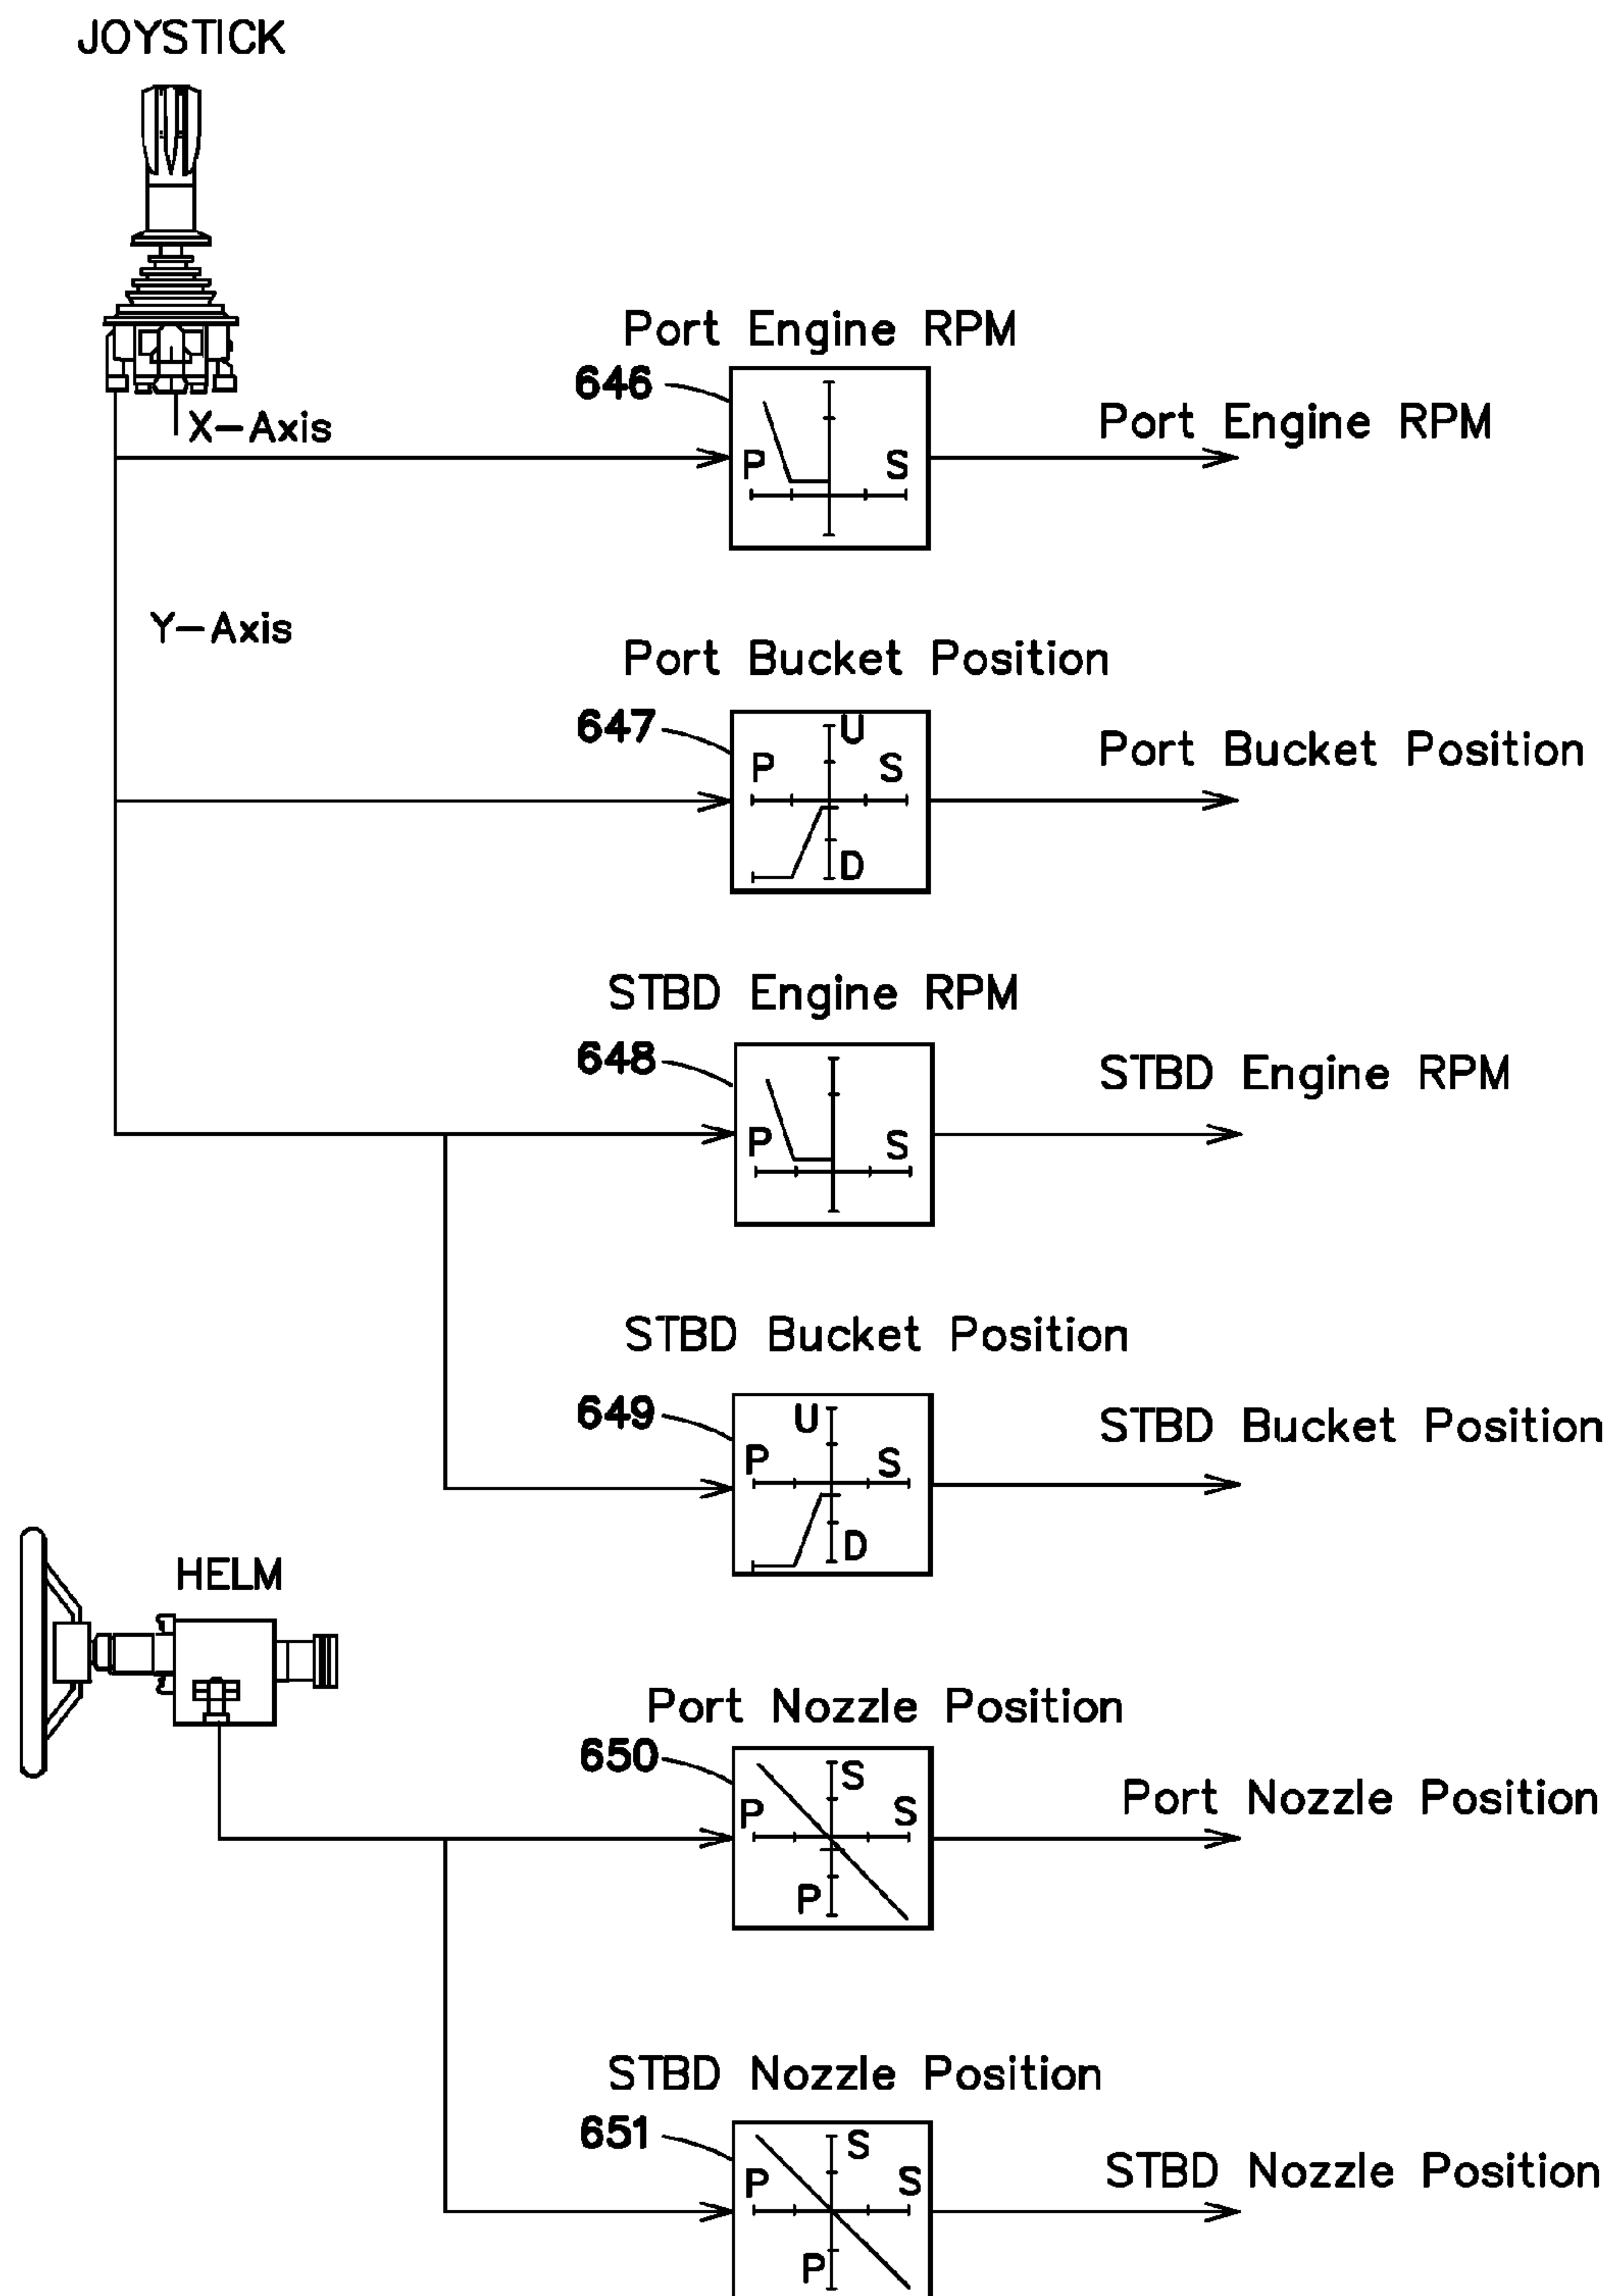 JOYSTICK
X-Axis
Y-Axis
Port Engine RPM
646
P S
Port Engine RPM
Port Bucket Position
647
U
P S
D
Port Bucket Position
STBD Engine RPM
648
P S
STBD Engine RPM
STBD Bucket Position
649
U
P S
D
STBD Bucket Position
HELM
Port Nozzle Position
650
S
P S
P
Port Nozzle Position
STBD Nozzle Position
651
S
P S
P
STBD Nozzle Position